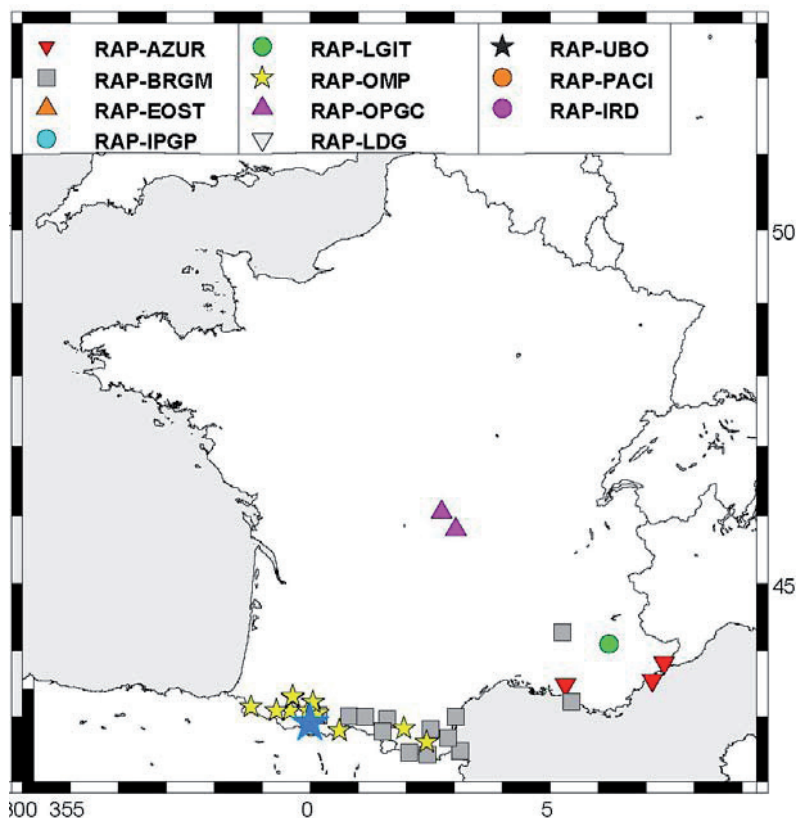 RAP-AZUR RAP-LGIT RAP-UBO
RAP-BRGM RAP-OMP RAP-PACI
RAP-EOST RAP-OPGC RAP-IRD
RAP-IPGP RAP-LDG
50
45
355 0 5